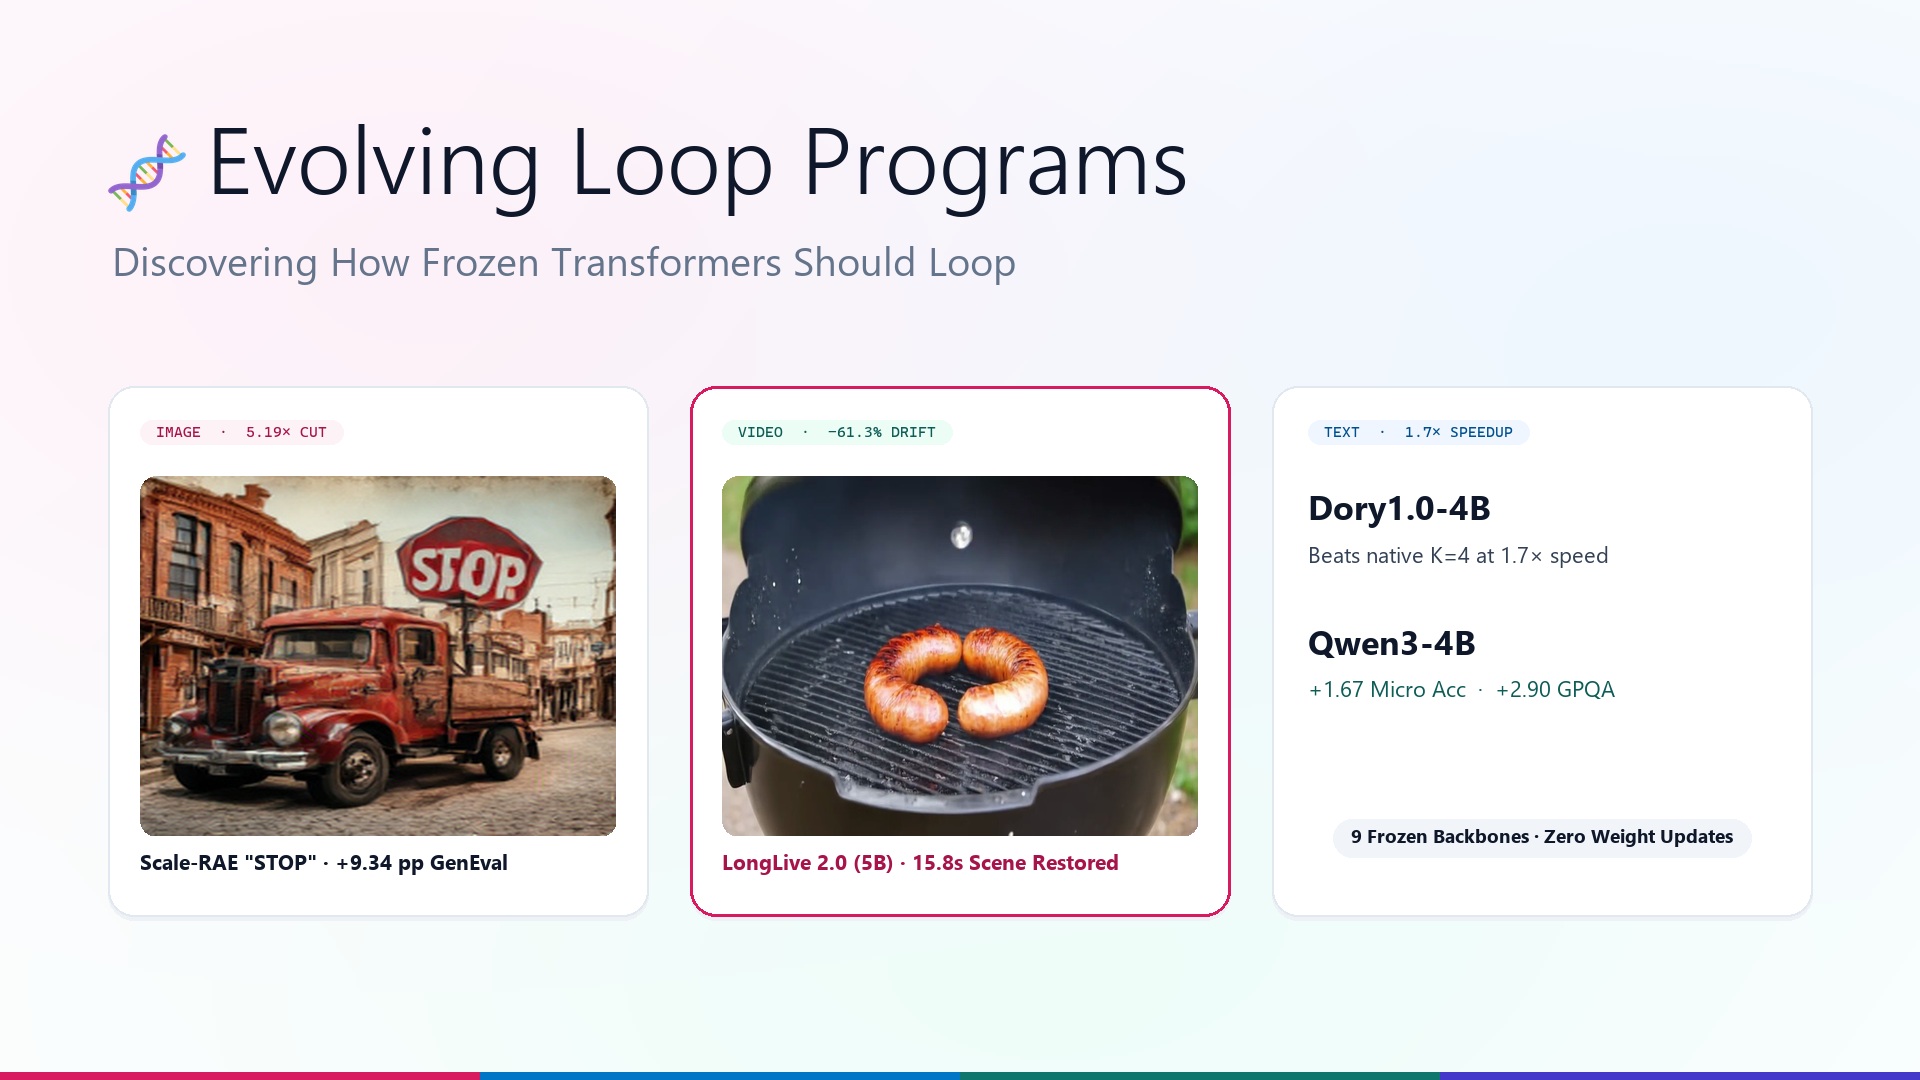 🧬 Evolving Loop Programs
Discovering How Frozen Transformers Should Loop
IMAGE · 5.19× CUT
STOP
Scale-RAE "STOP" · +9.34 pp GenEval
VIDEO · −61.3% DRIFT
LongLive 2.0 (5B) · 15.8s Scene Restored
TEXT · 1.7× SPEEDUP
Dory1.0-4B
Beats native K=4 at 1.7× speed
Qwen3-4B
+1.67 Micro Acc · +2.90 GPQA
9 Frozen Backbones · Zero Weight Updates